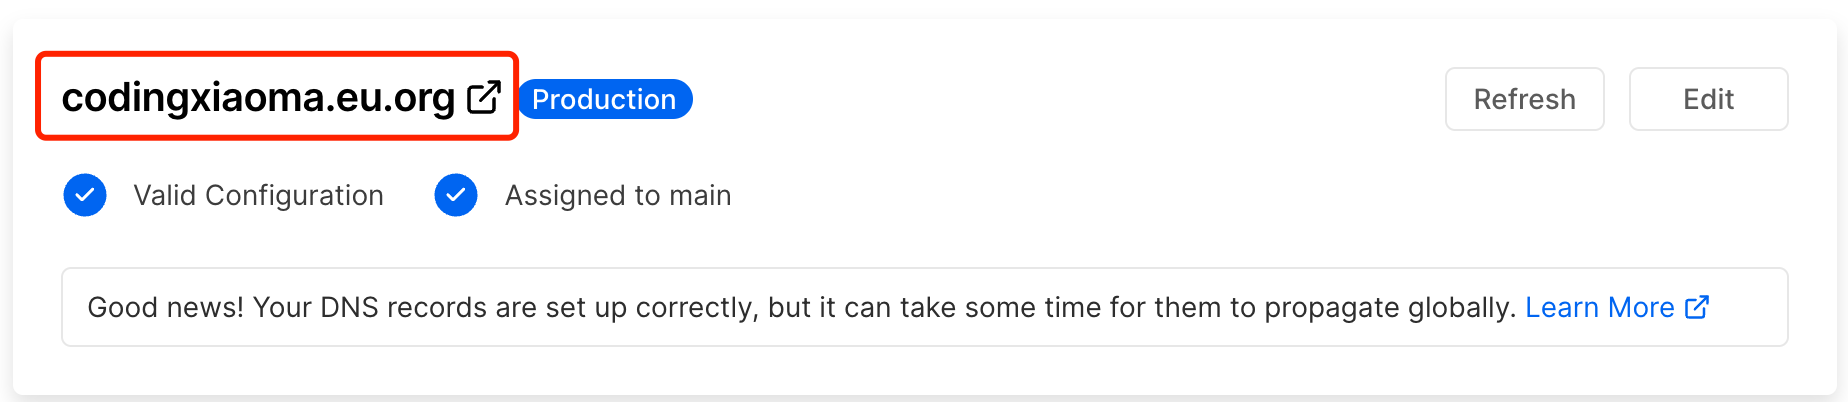 codingxiaoma.eu.org Production Refresh Edit
Valid Configuration Assigned to main
Good news! Your DNS records are set up correctly, but it can take some time for them to propagate globally. Learn More